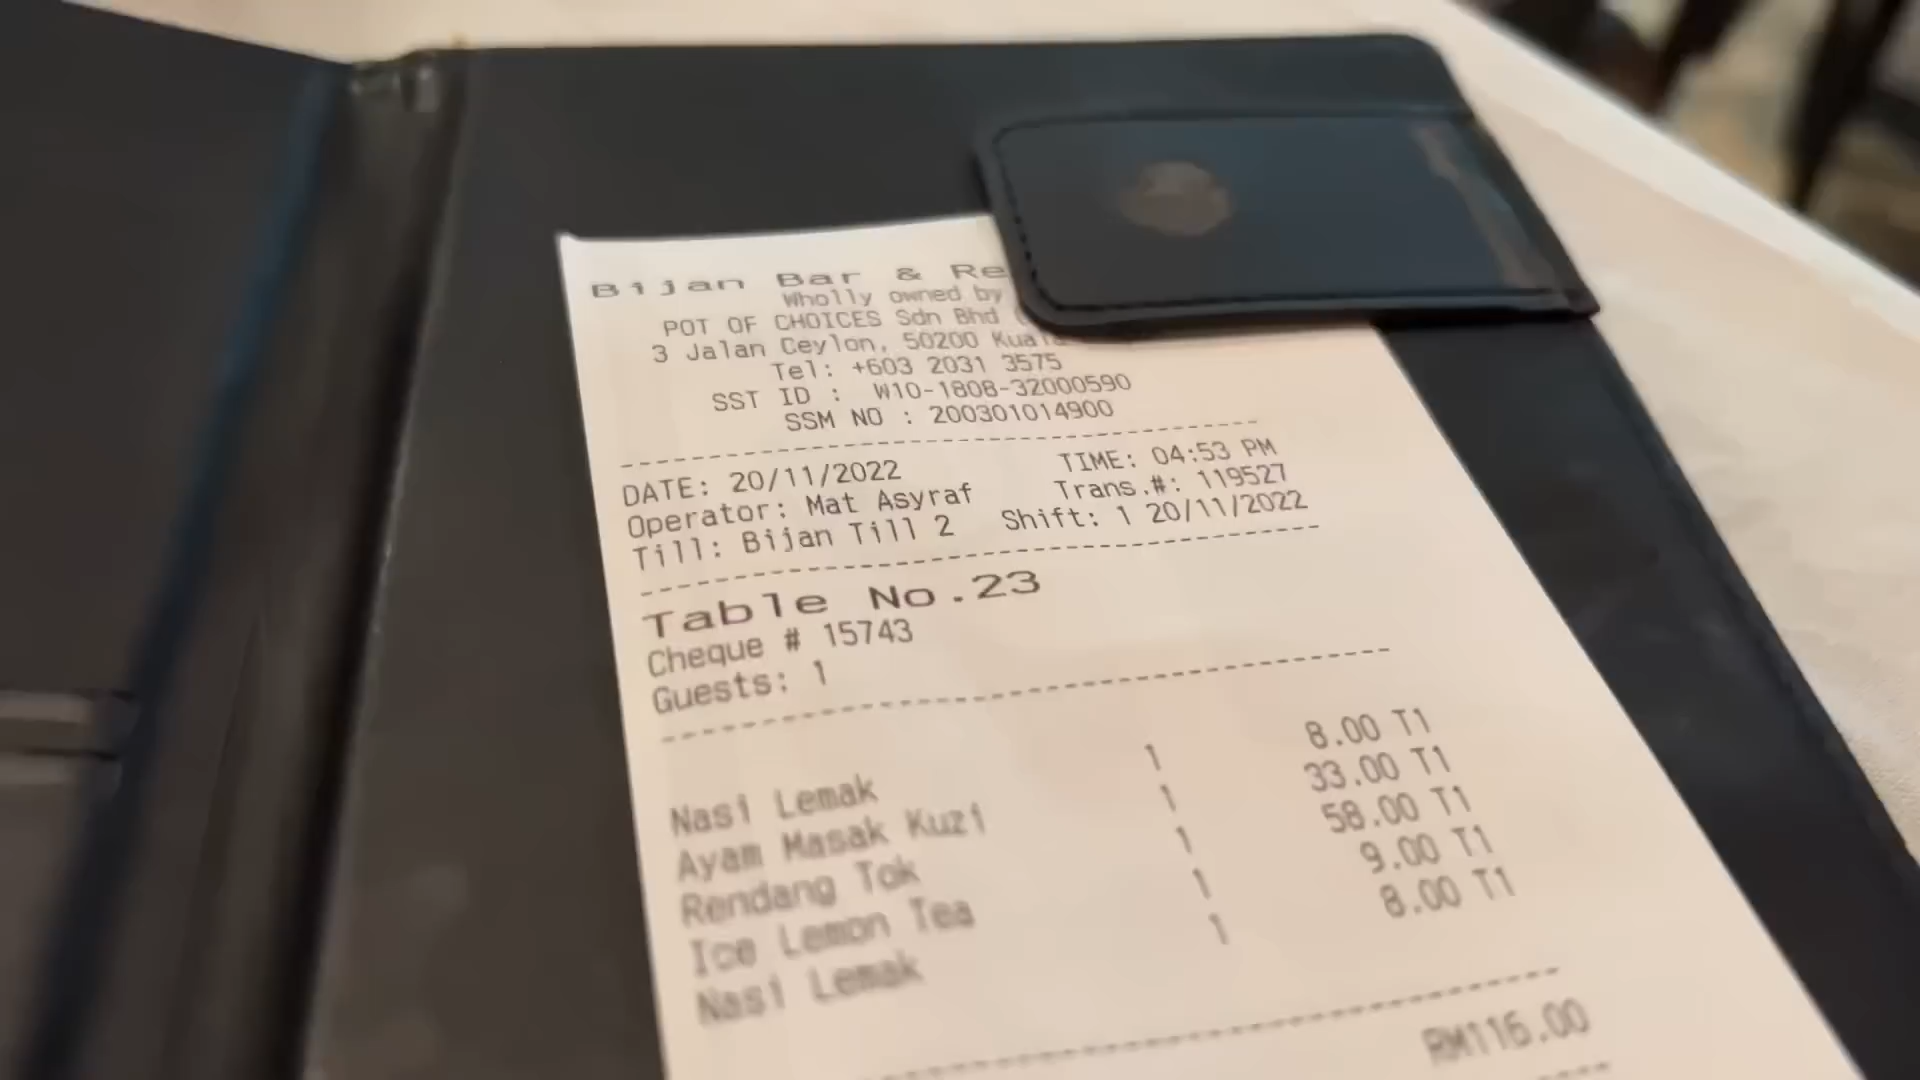 Bijan Bar & Re
Wholly owned by
POT OF CHOICES Sdn Bhd
3 Jalan Ceylon, 50200 Kuala
Tel: +603 2031 3575
SST ID : W10-1808-32000590
SSM NO : 200301014900
DATE: 20/11/2022 TIME: 04:53 PM
Operator: Mat Asyraf Trans.#: 119527
Till: Bijan Till 2 Shift: 1 20/11/2022
Table No.23
Cheque # 15743
Guests: 1
Nasi Lemak 1 8.00 T1
Ayam Masak Kuzi 1 33.00 T1
Rendang Tok 1 58.00 T1
Ice Lemon Tea 1 9.00 T1
Nasi Lemak 1 8.00 T1
RM116.00